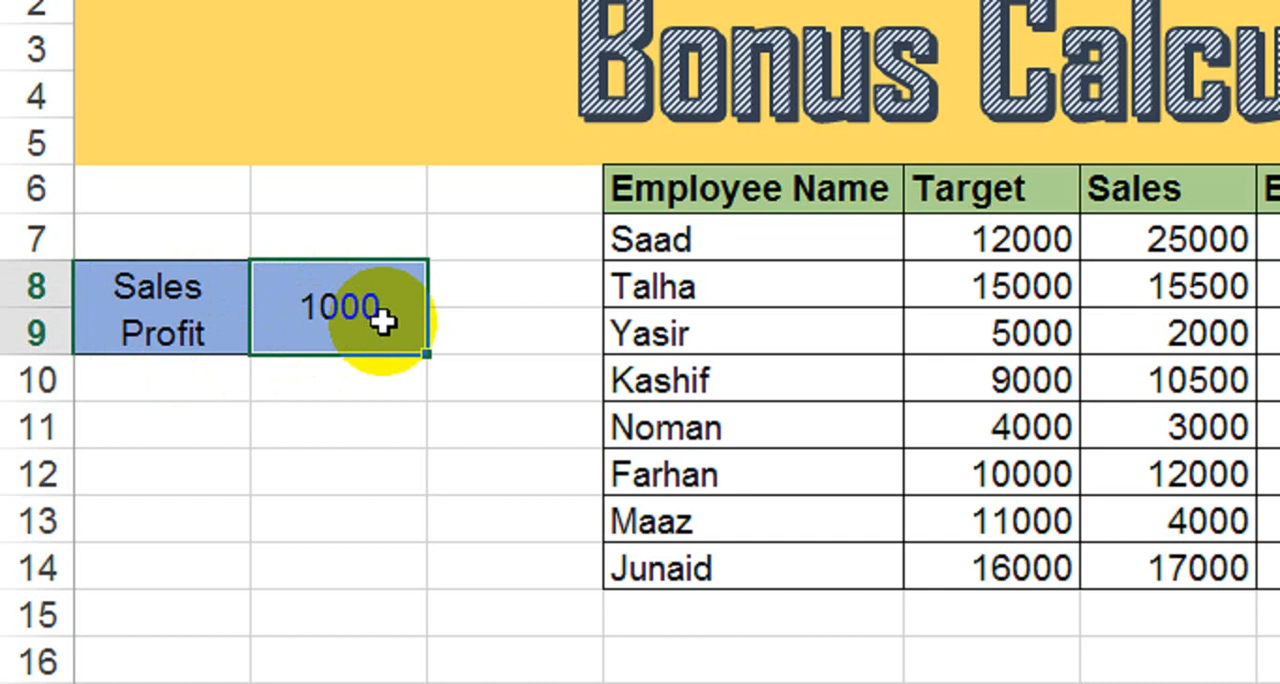 2
3
4
5
Bonus Calcu
6 Employee Name Target Sales E
7 Saad 12000 25000
8 Sales 1000 Talha 15000 15500
9 Profit Yasir 5000 2000
10 Kashif 9000 10500
11 Noman 4000 3000
12 Farhan 10000 12000
13 Maaz 11000 4000
14 Junaid 16000 17000
15
16